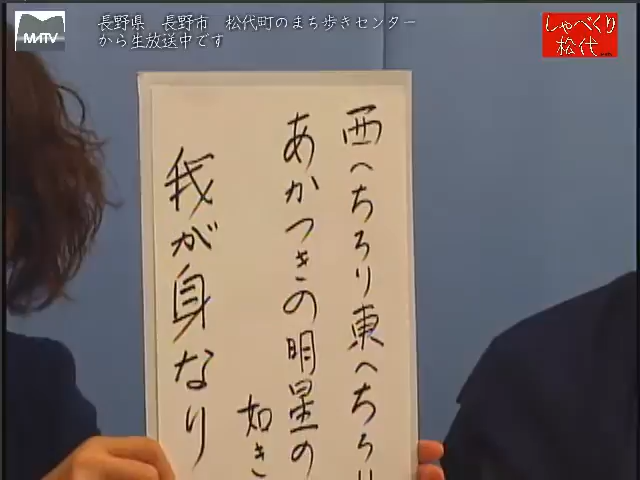 M·ATV
長野県　長野市　松代町のまち歩きセンター
から生放送中です
しゃべくり
松代
西へちろり東へちろり
あかつきの明星の
如き
我が身なり